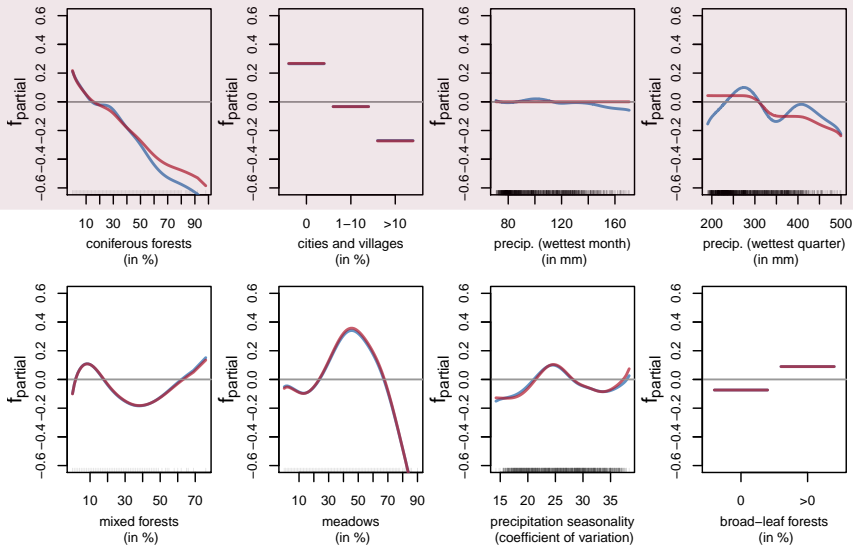 0.6
0.4
0.2
0.0
−0.2
−0.4
−0.6
f partial
10 30 50 70 90
coniferous forests
(in %)
0.6
0.4
0.2
0.0
−0.2
−0.4
−0.6
f partial
0 1−10 >10
cities and villages
(in %)
0.6
0.4
0.2
0.0
−0.2
−0.4
−0.6
f partial
80 120 160
precip. (wettest month)
(in mm)
0.6
0.4
0.2
0.0
−0.2
−0.4
−0.6
f partial
200 300 400 500
precip. (wettest quarter)
(in mm)
0.6
0.4
0.2
0.0
−0.2
−0.4
−0.6
f partial
10 30 50 70
mixed forests
(in %)
0.6
0.4
0.2
0.0
−0.2
−0.4
−0.6
f partial
10 30 50 70 90
meadows
(in %)
0.6
0.4
0.2
0.0
−0.2
−0.4
−0.6
f partial
15 20 25 30 35
precipitation seasonality
(coefficient of variation)
0.6
0.4
0.2
0.0
−0.2
−0.4
−0.6
f partial
0 >0
broad−leaf forests
(in %)